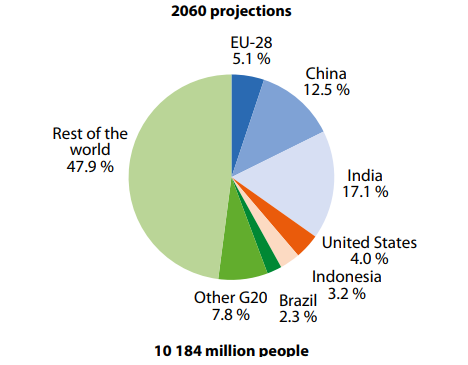 2060 projections
EU-28
5.1 %
China
12.5 %
India
17.1 %
United States
4.0 %
Indonesia
3.2 %
Brazil
2.3 %
Other G20
7.8 %
Rest of the
world
47.9 %
10 184 million people